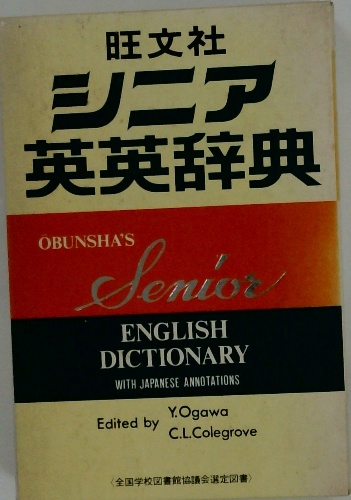 旺文社
シニア
英英辞典
ŌBUNSHA'S
Senior
ENGLISH
DICTIONARY
WITH JAPANESE ANNOTATIONS
Edited by Y.Ogawa
C.L.Colegrove
〈全国学校図書館協議会選定図書〉